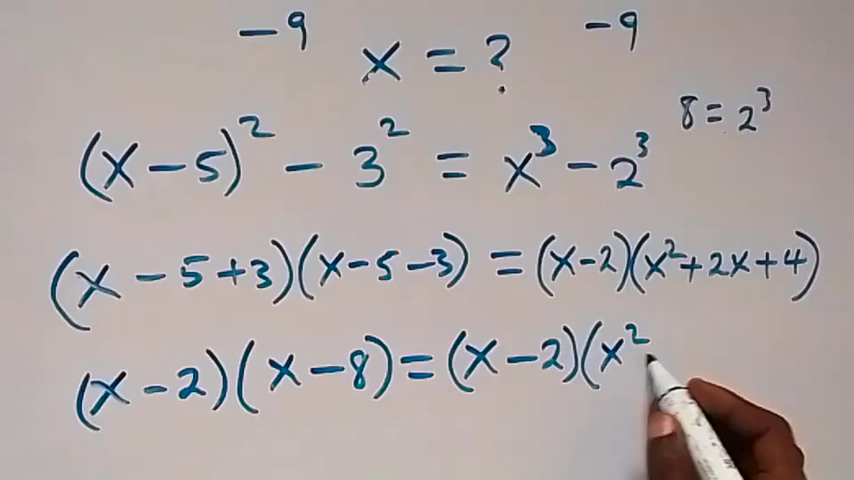 -9 -9
x = ?
8 = 2³
(x - 5)² - 3² = x³ - 2³
(x - 5 + 3)(x - 5 - 3) = (x - 2)(x² + 2x + 4)
(x - 2)(x - 8) = (x - 2)(x²